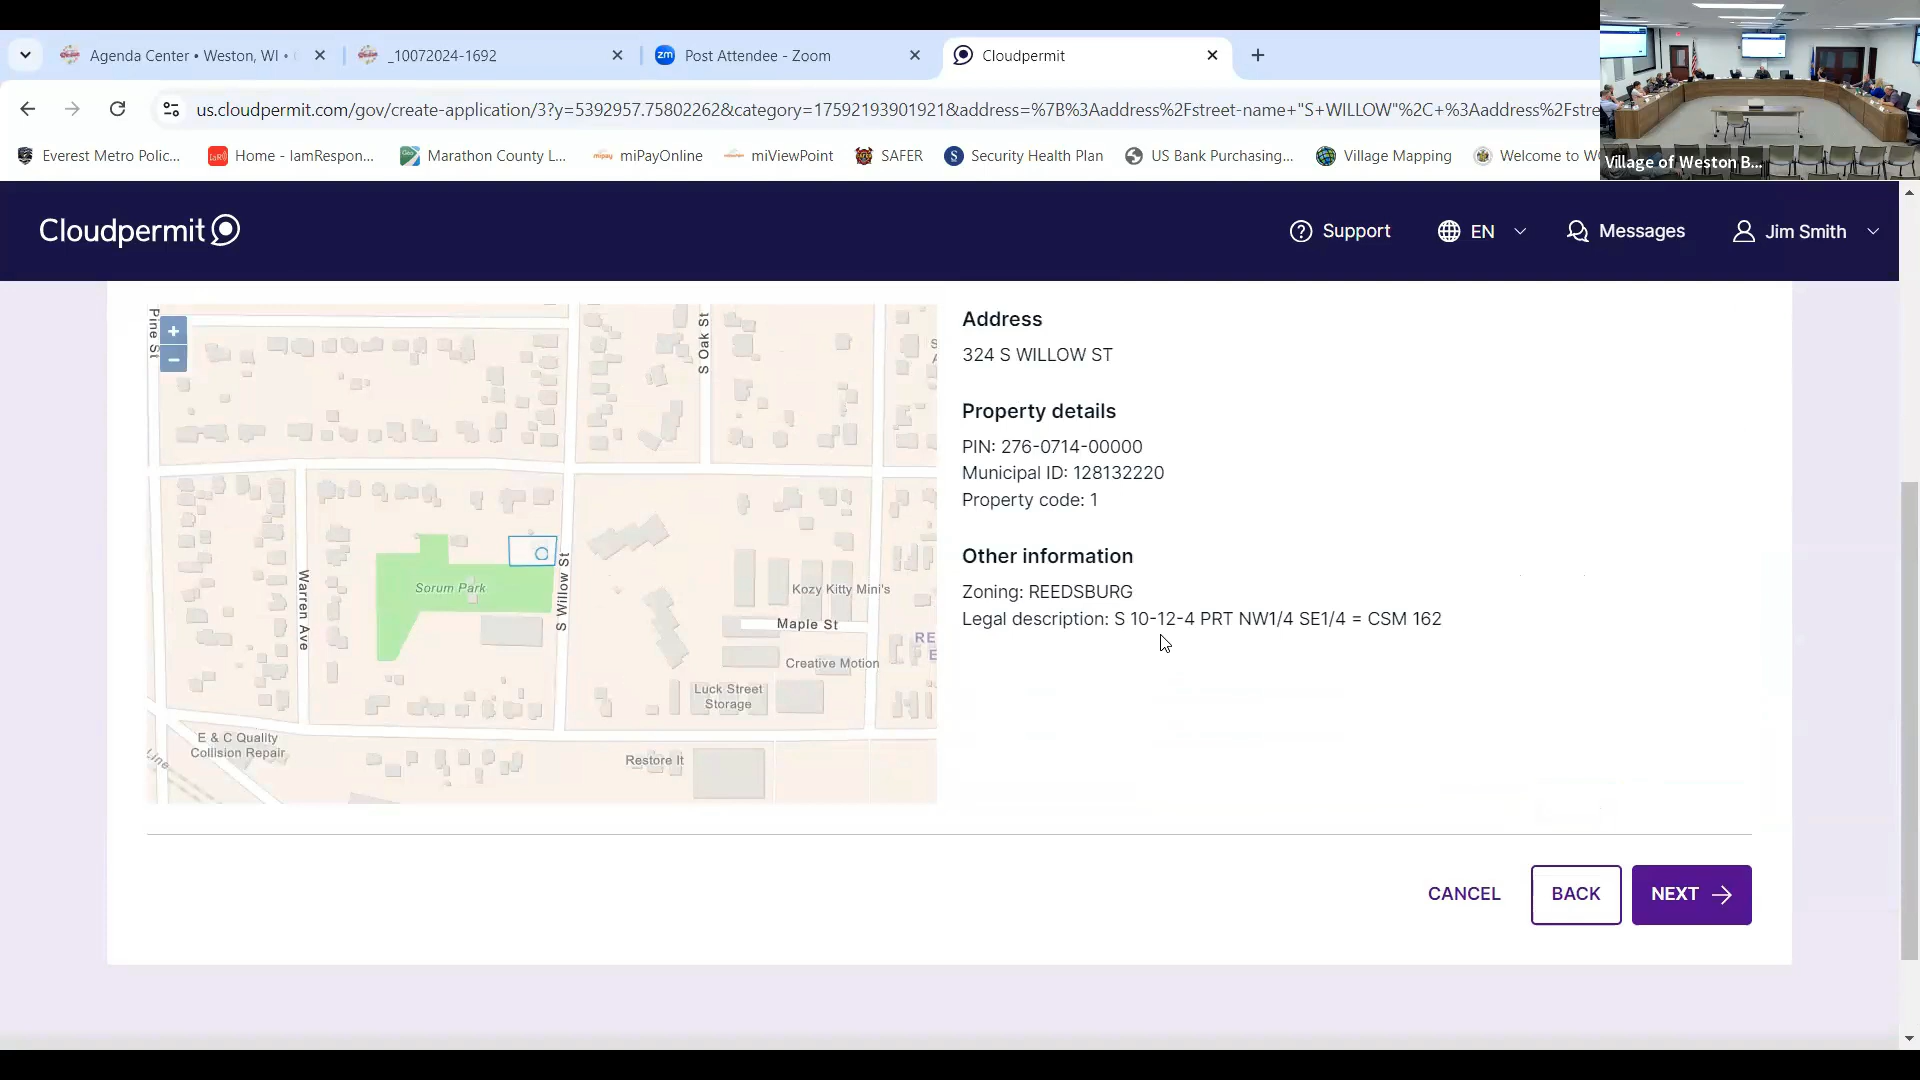 Agenda Center • Weston, WI •
_10072024-1692
zm Post Attendee - Zoom
Cloudpermit
us.cloudpermit.com/gov/create-application/3?y=5392957.75802262&category=17592193901921&address=%7B%3Aaddress%2Fstreet-name+"S+WILLOW"%2C+%3Aaddress%2Fstre
Everest Metro Polic...
Home - IamRespon...
Marathon County L...
miPayOnline
miViewPoint
SAFER
Security Health Plan
US Bank Purchasing...
Village Mapping
Welcome to W
Village of Weston B...
Cloudpermit
Support
EN
Messages
Jim Smith
Pine St
+
−
S Oak St
Warren Ave
Sorum Park
S Willow St
Kozy Kitty Mini's
Maple St
RE
E
Creative Motion
Luck Street
Storage
E & C Quality
Collision Repair
Line
Restore It
Address
324 S WILLOW ST
Property details
PIN: 276-0714-00000
Municipal ID: 128132220
Property code: 1
Other information
Zoning: REEDSBURG
Legal description: S 10-12-4 PRT NW1/4 SE1/4 = CSM 162
CANCEL
BACK
NEXT